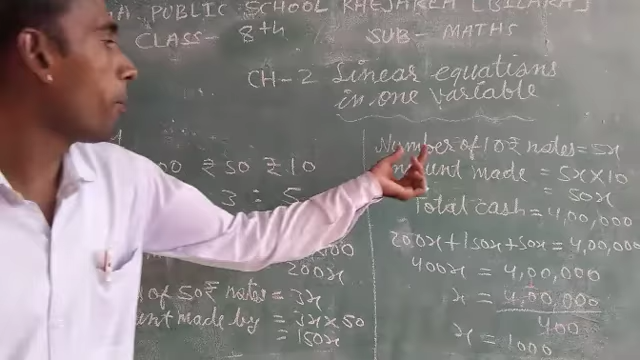 A PUBLIC SCHOOL KHEJARLA [BILARA]
CLASS- 8th SUB- MATHS
CH-2 Linear equations
in one variable
00 ₹50 ₹10
3 : 5
200x
of 50₹ notes = 3x
made by = 3x×50
= 150x
Number of 10₹ notes = 5x
made = 5x×10
= 50x
Total cash = 4,00,000
200x+150x+50x = 4,00,000
400x = 4,00,000
x = 4,00,000
400
x = 1000